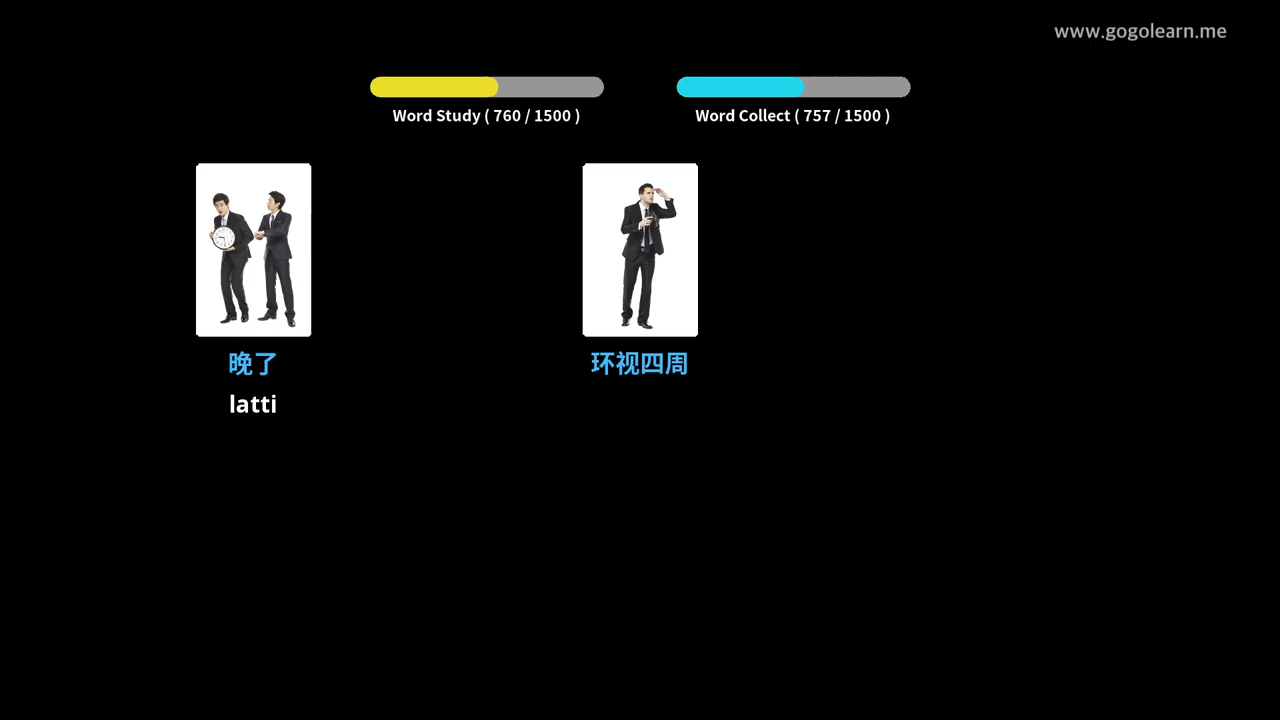 www.gogolearn.me
Word Study ( 760 / 1500 )
Word Collect ( 757 / 1500 )
晚了
环视四周
latti